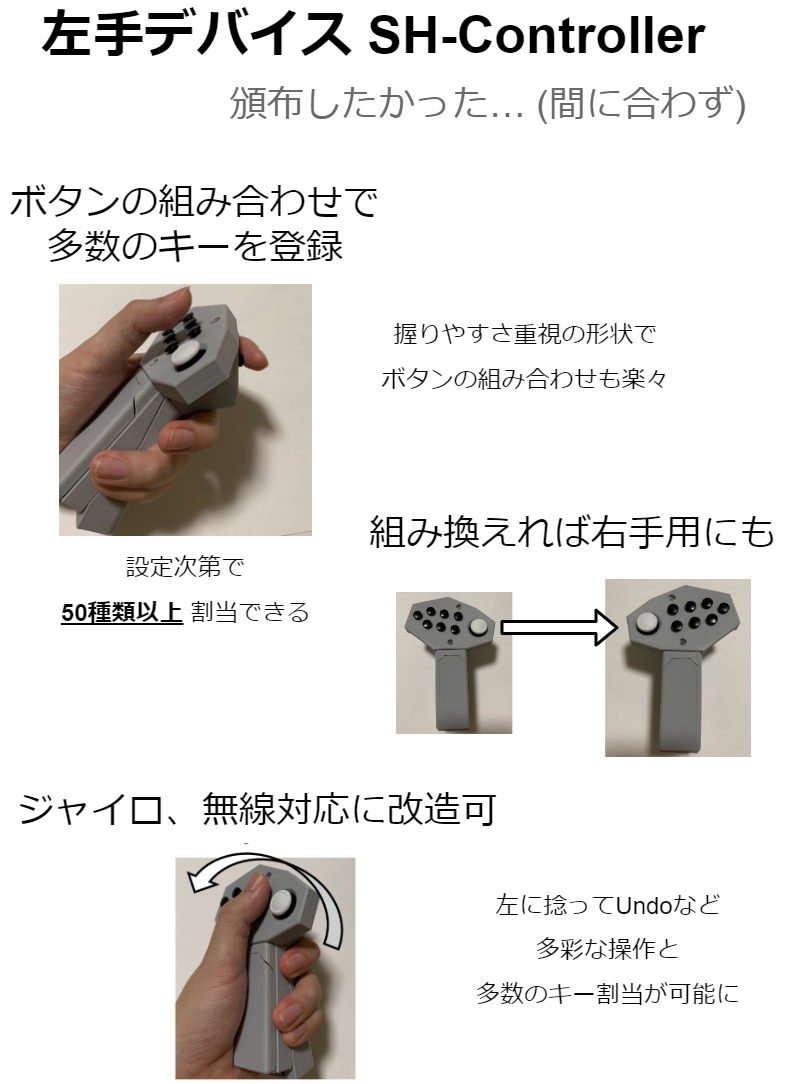 左手デバイス SH-Controller
頒布したかった… (間に合わず)
ボタンの組み合わせで
多数のキーを登録
握りやすさ重視の形状で
ボタンの組み合わせも楽々
設定次第で
50種類以上 割当できる
組み換えれば右手用にも
ジャイロ、無線対応に改造可
左に捻ってUndoなど
多彩な操作と
多数のキー割当が可能に